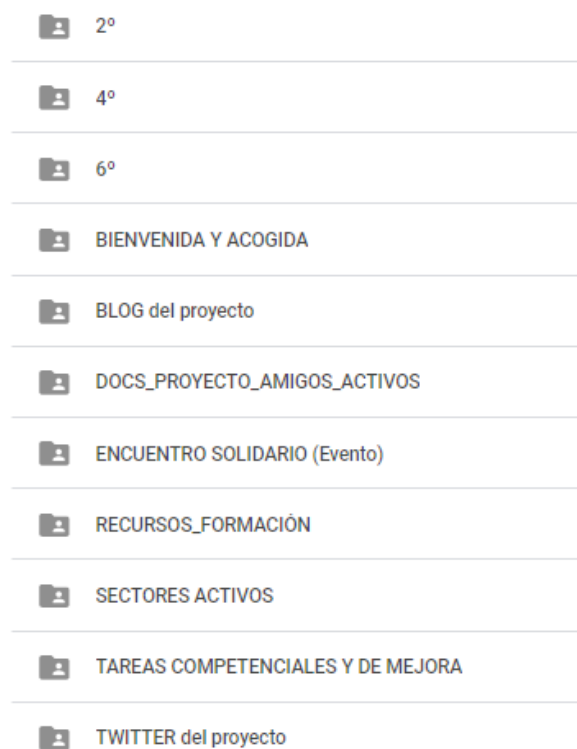 2º
4º
6º
BIENVENIDA Y ACOGIDA
BLOG del proyecto
DOCS_PROYECTO_AMIGOS_ACTIVOS
ENCUENTRO SOLIDARIO (Evento)
RECURSOS_FORMACIÓN
SECTORES ACTIVOS
TAREAS COMPETENCIALES Y DE MEJORA
TWITTER del proyecto